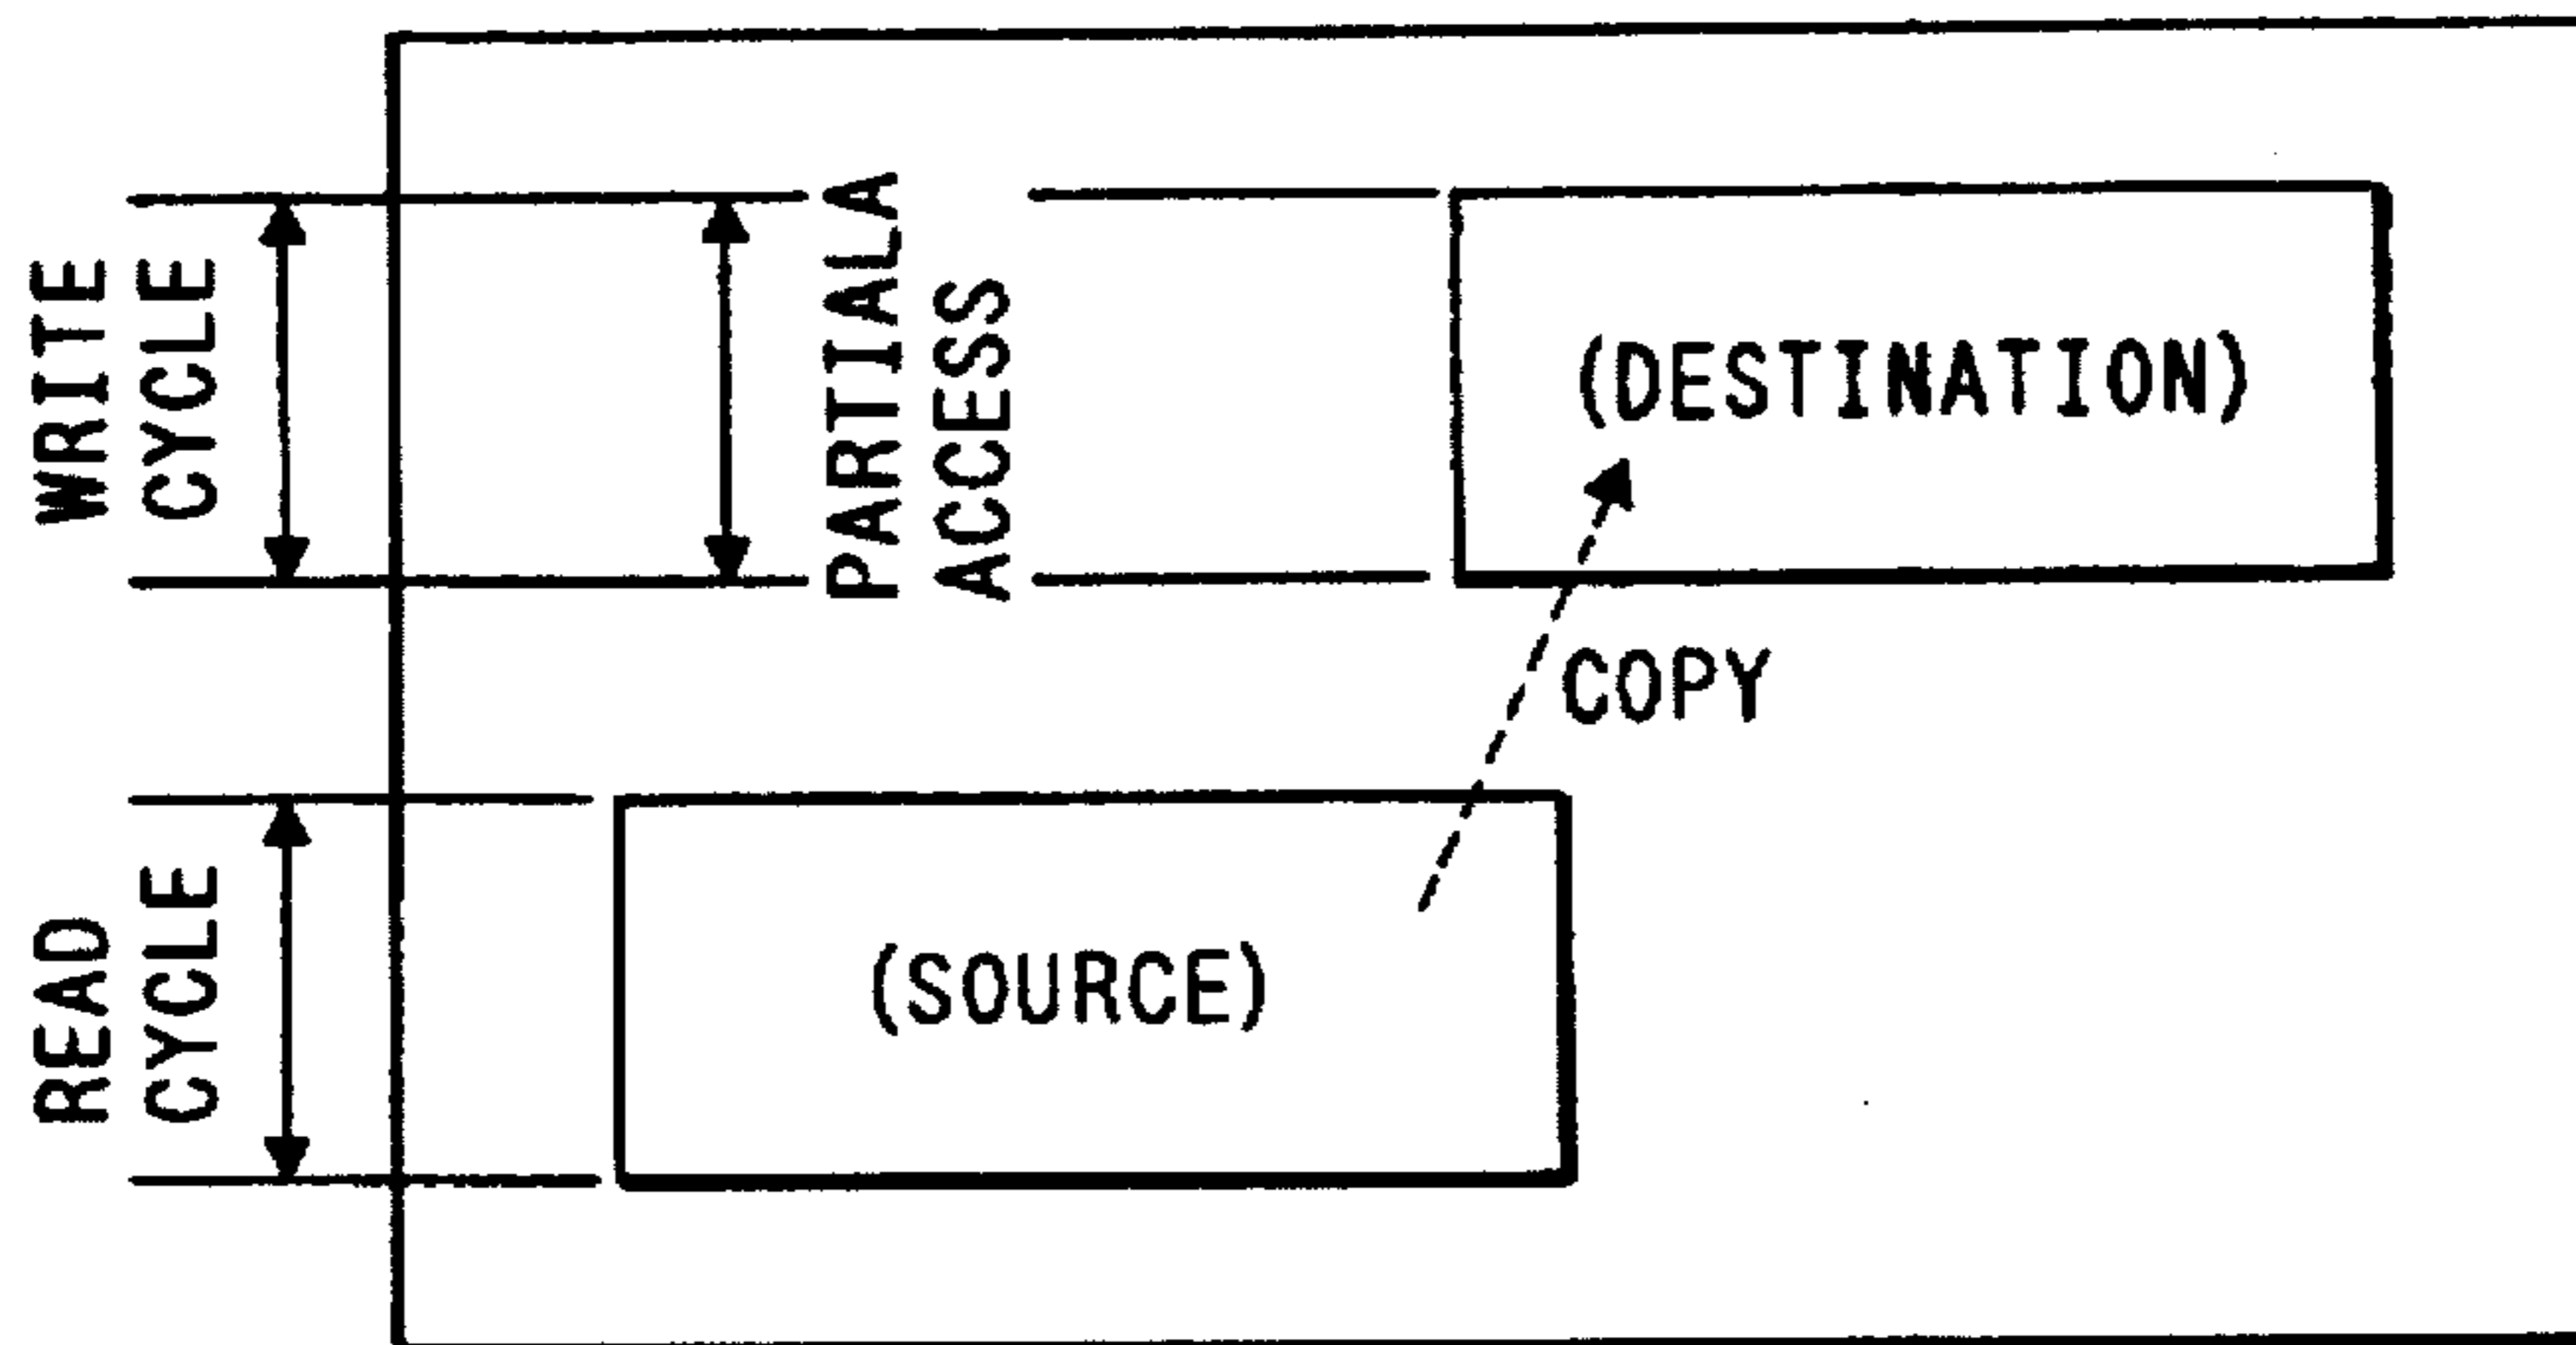 WRITE
CYCLE
PARTIALA
ACCESS
(DESTINATION)
COPY
READ
CYCLE
(SOURCE)